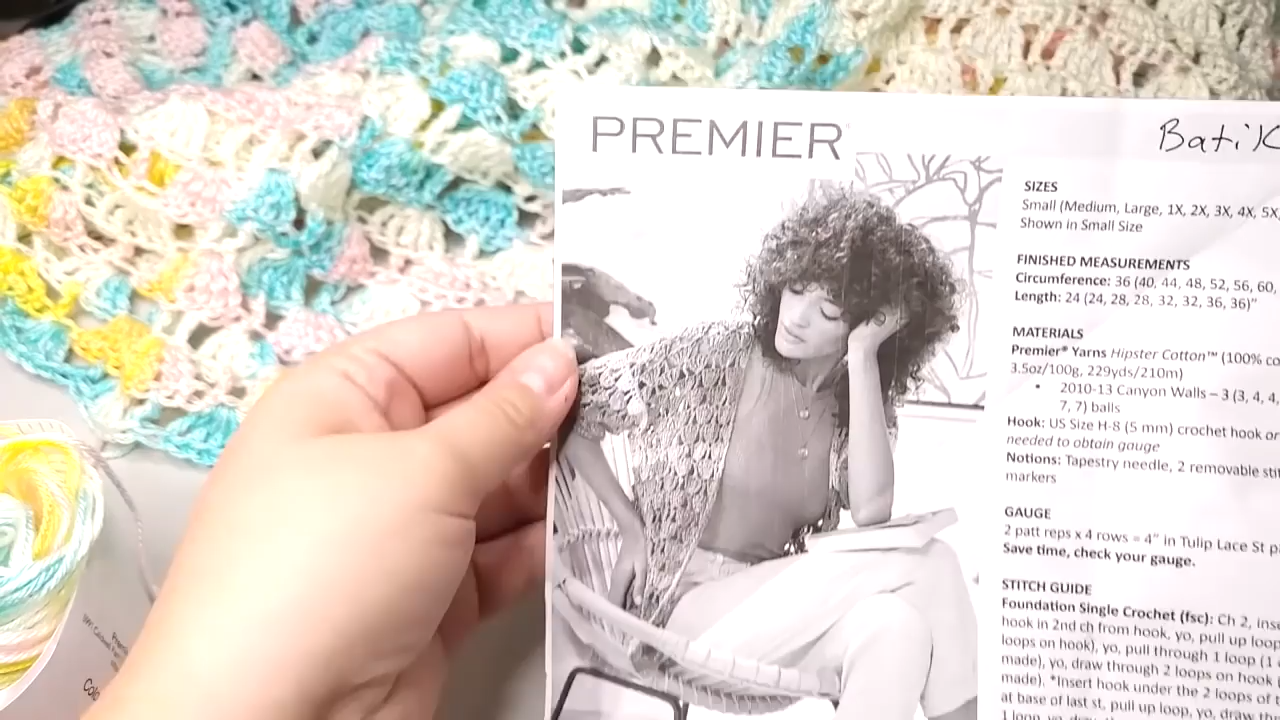 PREMIER
Batik
SIZES
Small (Medium, Large, 1X, 2X, 3X, 4X, 5X
Shown in Small Size
FINISHED MEASUREMENTS
Circumference: 36 (40, 44, 48, 52, 56, 60,
Length: 24 (24, 28, 28, 32, 32, 36, 36)"
MATERIALS
Premier® Yarns Hipster Cotton™ (100% co
3.5oz/100g, 229yds/210m)
• 2010-13 Canyon Walls – 3 (3, 4, 4,
7, 7) balls
Hook: US Size H-8 (5 mm) crochet hook or
needed to obtain gauge
Notions: Tapestry needle, 2 removable sti
markers
GAUGE
2 patt reps x 4 rows = 4" in Tulip Lace St p
Save time, check your gauge.
STITCH GUIDE
Foundation Single Crochet (fsc): Ch 2, inse
hook in 2nd ch from hook, yo, pull up loop
loops on hook), yo, pull through 1 loop (1
made), yo, draw through 2 loops on hook
made). *Insert hook under the 2 loops of
at base of last st, pull up loop, yo, draw
1 loop, yo, draw